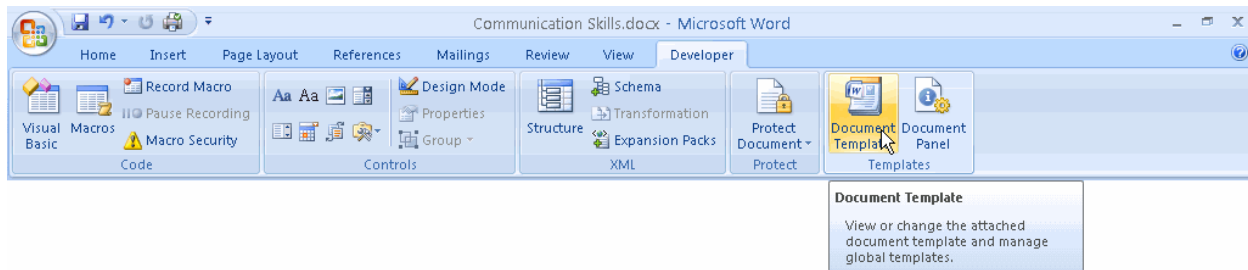 Communication Skills.docx - Microsoft Word
Home Insert Page Layout References Mailings Review View Developer
Visual Basic
Macros
Record Macro
Pause Recording
Macro Security
Code
Aa Aa
Design Mode
Properties
Group
Controls
Structure
Schema
Transformation
Expansion Packs
XML
Protect
Document
Protect
Document
Template
Document
Panel
Templates
Document Template
View or change the attached
document template and manage
global templates.